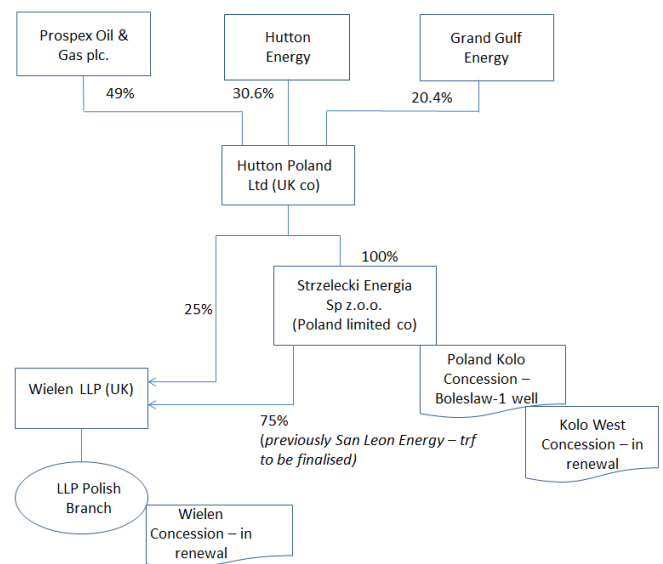 Prospex Oil &
Gas plc.
Hutton
Energy
Grand Gulf
Energy
49%
30.6%
20.4%
Hutton Poland
Ltd (UK co)
100%
Strzelecki Energia
Sp z.o.o.
(Poland limited co)
25%
Poland Kolo
Concession –
Boleslaw-1 well
Wielen LLP (UK)
75%
(previously San Leon Energy – trf
to be finalised)
Kolo West
Concession – in
renewal
LLP Polish
Branch
Wielen
Concession – in
renewal